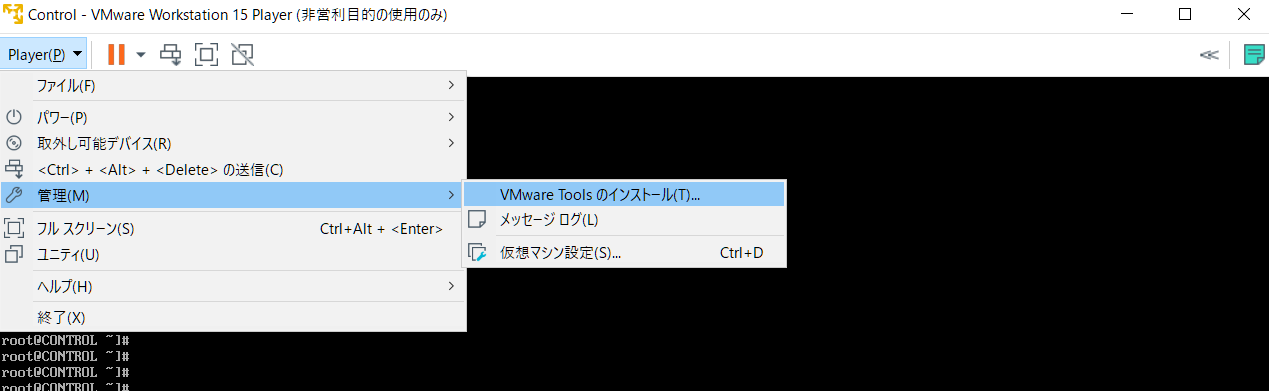 Control - VMware Workstation 15 Player (非営利目的の使用のみ)
Player(P)
ファイル(F)
パワー(P)
取外し可能デバイス(R)
<Ctrl> + <Alt> + <Delete> の送信(C)
管理(M)
VMware Tools のインストール(T)...
メッセージ ログ(L)
フル スクリーン(S) Ctrl+Alt + <Enter>
ユニティ(U)
仮想マシン設定(S)... Ctrl+D
ヘルプ(H)
終了(X)
root@CONTROL ~]#
root@CONTROL ~]#
root@CONTROL ~]#
root@CONTROL ~]#